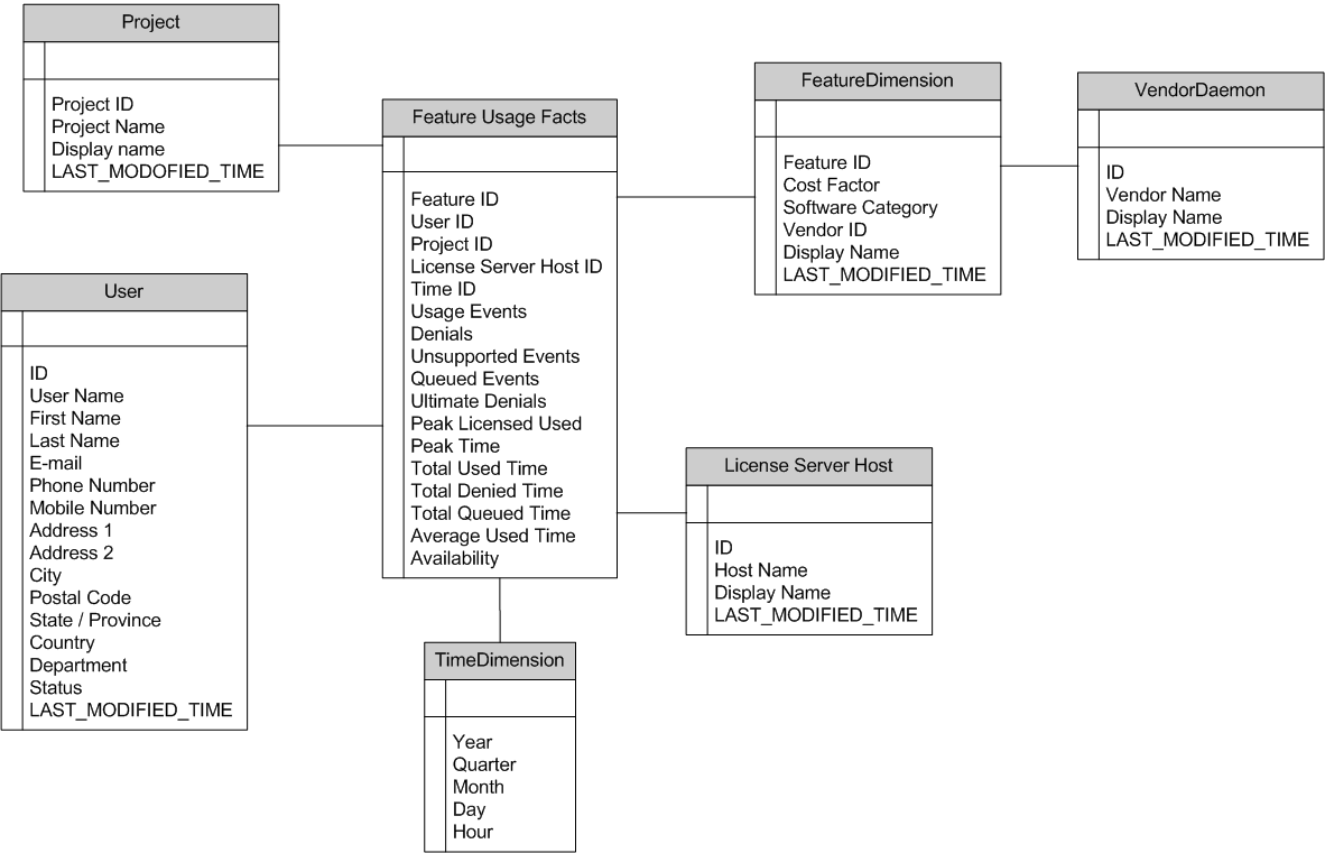 Project
Project ID
Project Name
Display name
LAST_MODOFIED_TIME
User
ID
User Name
First Name
Last Name
E-mail
Phone Number
Mobile Number
Address 1
Address 2
City
Postal Code
State / Province
Country
Department
Status
LAST_MODIFIED_TIME
Feature Usage Facts
Feature ID
User ID
Project ID
License Server Host ID
Time ID
Usage Events
Denials
Unsupported Events
Queued Events
Ultimate Denials
Peak Licensed Used
Peak Time
Total Used Time
Total Denied Time
Total Queued Time
Average Used Time
Availability
TimeDimension
Year
Quarter
Month
Day
Hour
FeatureDimension
Feature ID
Cost Factor
Software Category
Vendor ID
Display Name
LAST_MODIFIED_TIME
VendorDaemon
ID
Vendor Name
Display Name
LAST_MODIFIED_TIME
License Server Host
ID
Host Name
Display Name
LAST_MODIFIED_TIME